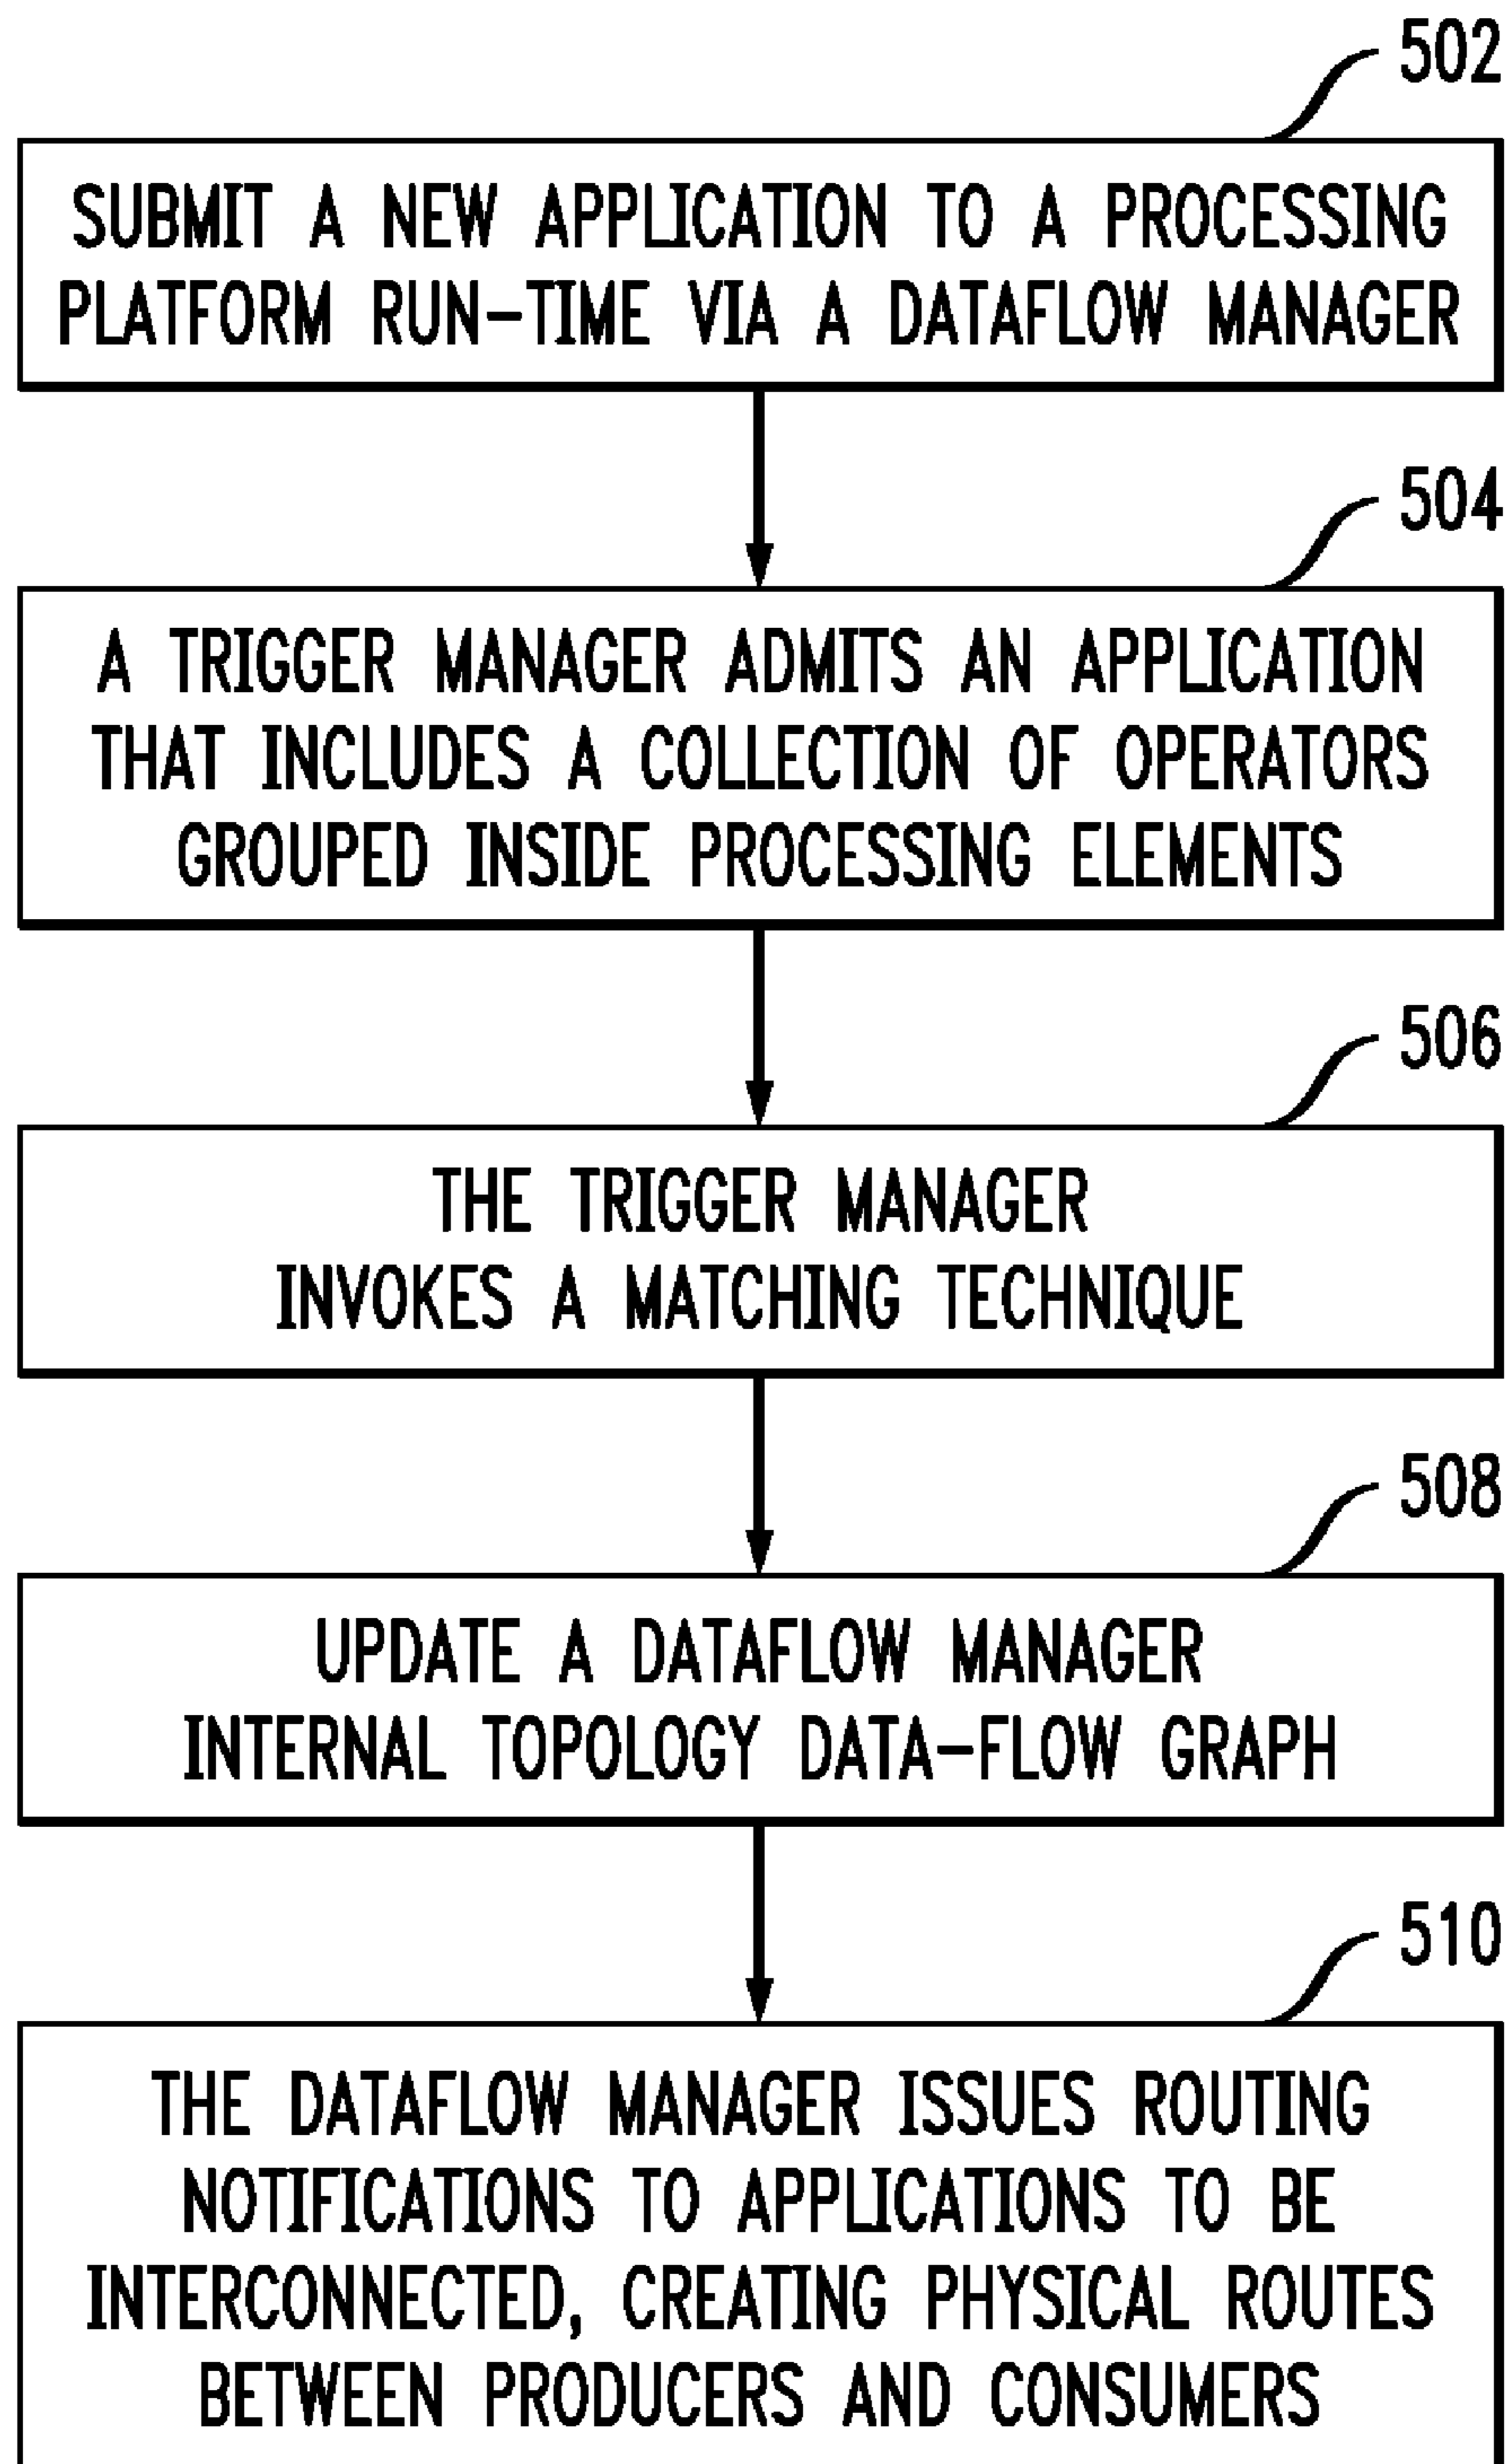 502
SUBMIT A NEW APPLICATION TO A PROCESSING
PLATFORM RUN-TIME VIA A DATAFLOW MANAGER
504
A TRIGGER MANAGER ADMITS AN APPLICATION
THAT INCLUDES A COLLECTION OF OPERATORS
GROUPED INSIDE PROCESSING ELEMENTS
506
THE TRIGGER MANAGER
INVOKES A MATCHING TECHNIQUE
508
UPDATE A DATAFLOW MANAGER
INTERNAL TOPOLOGY DATA-FLOW GRAPH
510
THE DATAFLOW MANAGER ISSUES ROUTING
NOTIFICATIONS TO APPLICATIONS TO BE
INTERCONNECTED, CREATING PHYSICAL ROUTES
BETWEEN PRODUCERS AND CONSUMERS